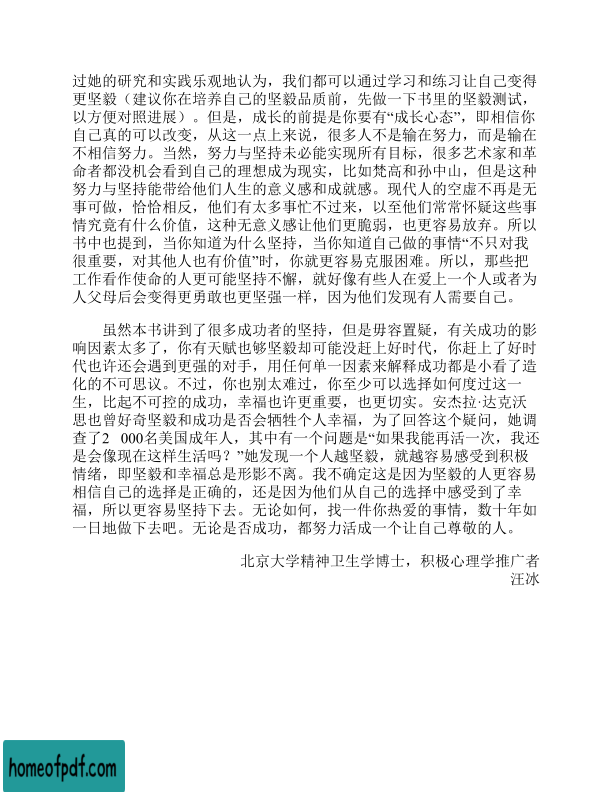 过她的研究和实践乐观地认为，我们都可以通过学习和练习让自己变得
更坚毅（建议你在培养自己的坚毅品质前，先做一下书里的坚毅测试，
以方便对照进展）。但是，成长的前提是你要有“成长心态”，即相信你
自己真的可以改变，从这一点上来说，很多人不是输在努力，而是输在
不相信努力。当然，努力与坚持未必能实现所有目标，很多艺术家和革
命者都没机会看到自己的理想成为现实，比如梵高和孙中山，但是这种
努力与坚持能带给他们人生的意义感和成就感。现代人的空虚不再是无
事可做，恰恰相反，他们有太多事忙不过来，以至他们常常怀疑这些事
情究竟有什么价值，这种无意义感让他们更脆弱，也更容易放弃。所以
书中也提到，当你知道为什么坚持，当你知道自己做的事情“不只对我
很重要，对其他人也有价值”时，你就更容易克服困难。所以，那些把
工作看作使命的人更可能坚持不懈，就好像有些人在爱上一个人或者为
人父母后会变得更勇敢也更坚强一样，因为他们发现有人需要自己。
虽然本书讲到了很多成功者的坚持，但是毋容置疑，有关成功的影
响因素太多了，你有天赋也够坚毅却可能没赶上好时代，你赶上了好时
代也许还会遇到更强的对手，用任何单一因素来解释成功都是小看了造
化的不可思议。不过，你也别太难过，你至少可以选择如何度过这一
生，比起不可控的成功，幸福也许更重要，也更切实。安杰拉·达克沃
思也曾好奇坚毅和成功是否会牺牲个人幸福，为了回答这个疑问，她调
查了2 000名美国成年人，其中有一个问题是“如果我能再活一次，我还
是会像现在这样生活吗？”她发现一个人越坚毅，就越容易感受到积极
情绪，即坚毅和幸福总是形影不离。我不确定这是因为坚毅的人更容易
相信自己的选择是正确的，还是因为他们从自己的选择中感受到了幸
福，所以更容易坚持下去。无论如何，找一件你热爱的事情，数十年如
一日地做下去吧。无论是否成功，都努力活成一个让自己尊敬的人。
北京大学精神卫生学博士，积极心理学推广者
汪冰
homeofpdf.com